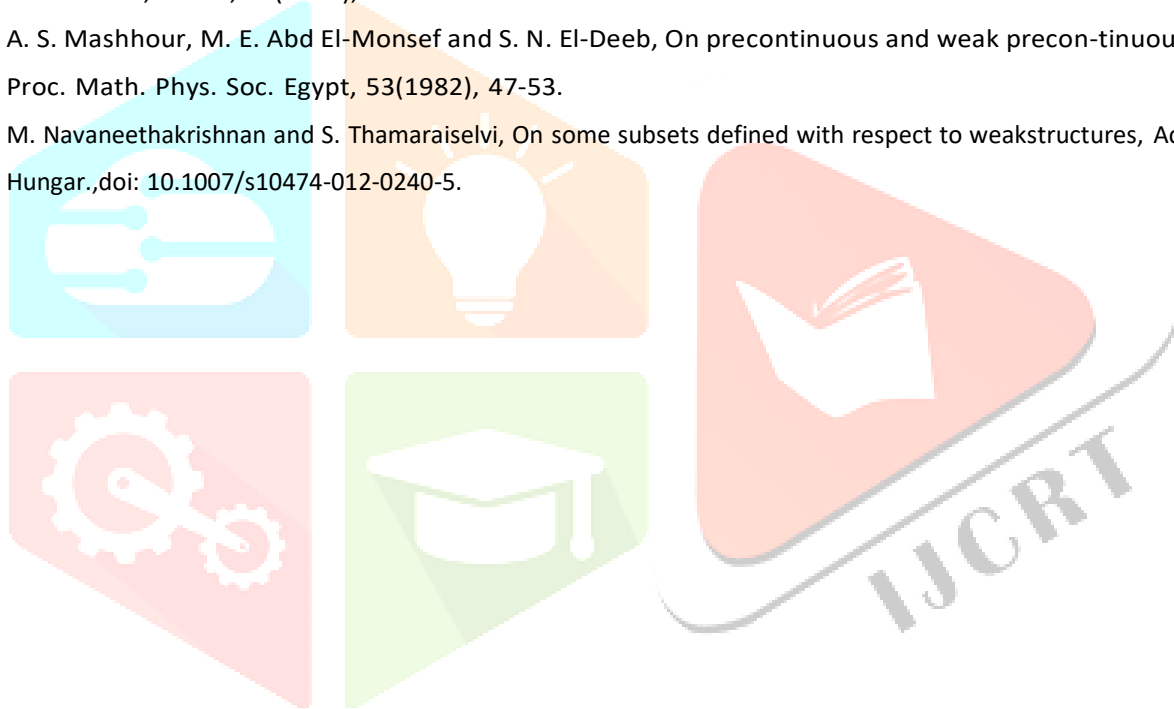 A. S. Mashhour, M. E. Abd El-Monsef and S. N. El-Deeb, On precontinuous and weak precon-tinuou
Proc. Math. Phys. Soc. Egypt, 53(1982), 47-53.
M. Navaneethakrishnan and S. Thamaraiselvi, On some subsets defined with respect to weakstructures, Ac
Hungar.,doi: 10.1007/s10474-012-0240-5.
IJCRT